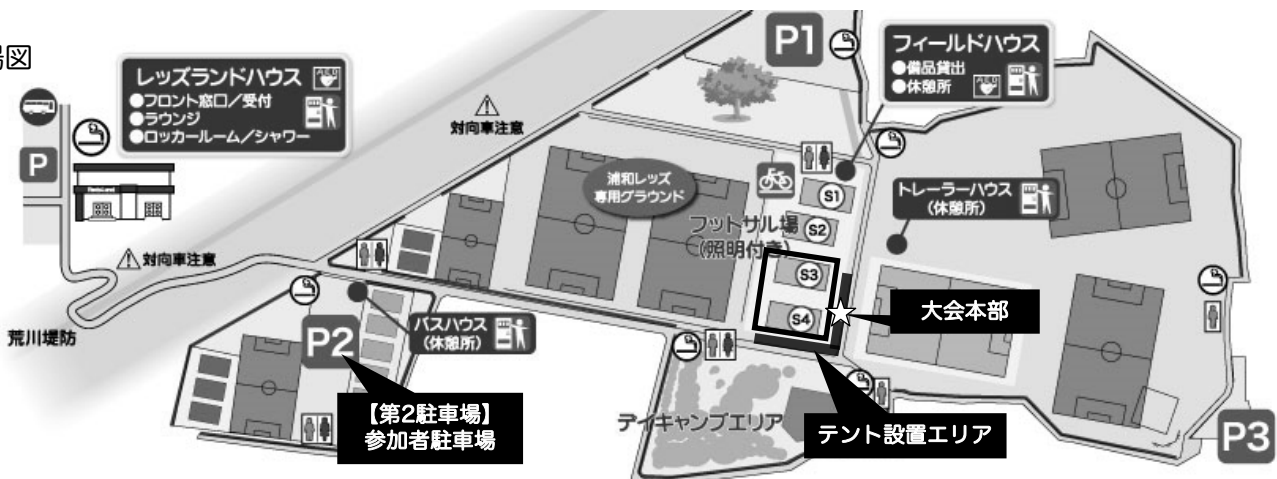 場図
レッズランドハウス
●フロント窓口／受付
●ラウンジ
●ロッカールーム／シャワー
AED
P
対向車注意
対向車注意
荒川堤防
P1
フィールドハウス
●備品貸出
●休憩所
AED
浦和レッズ
専用グラウンド
フットサル場
（照明付き）
S1
S2
S3
S4
トレーラーハウス
（休憩所）
大会本部
バスハウス
（休憩所）
P2
【第2駐車場】
参加者駐車場
デイキャンプエリア
テント設置エリア
P3